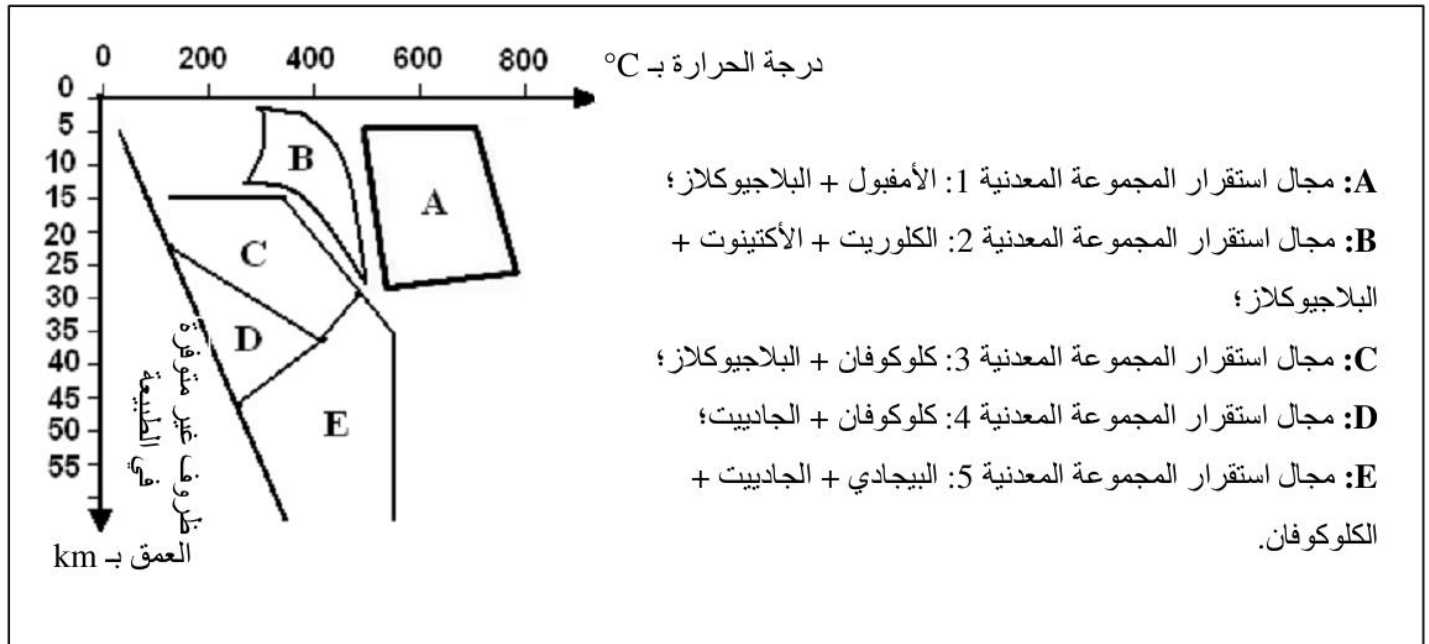 0 200 400 600 800
درجة الحرارة بـ C°
0
5
10
15
20
25
30
35
40
45
50
55
A
B
C
D
E
ظروف غير متوفرة
في الطبيعة
العمق بـ km
A: مجال استقرار المجموعة المعدنية 1: الأمفبول + البلاجيوكلاز؛
B: مجال استقرار المجموعة المعدنية 2: الكلوريت + الأكتينوت +
البلاجيوكلاز؛
C: مجال استقرار المجموعة المعدنية 3: كلوكوفان + البلاجيوكلاز؛
D: مجال استقرار المجموعة المعدنية 4: كلوكوفان + الجادييت؛
E: مجال استقرار المجموعة المعدنية 5: البيجادي + الجادييت +
الكلوكوفان.